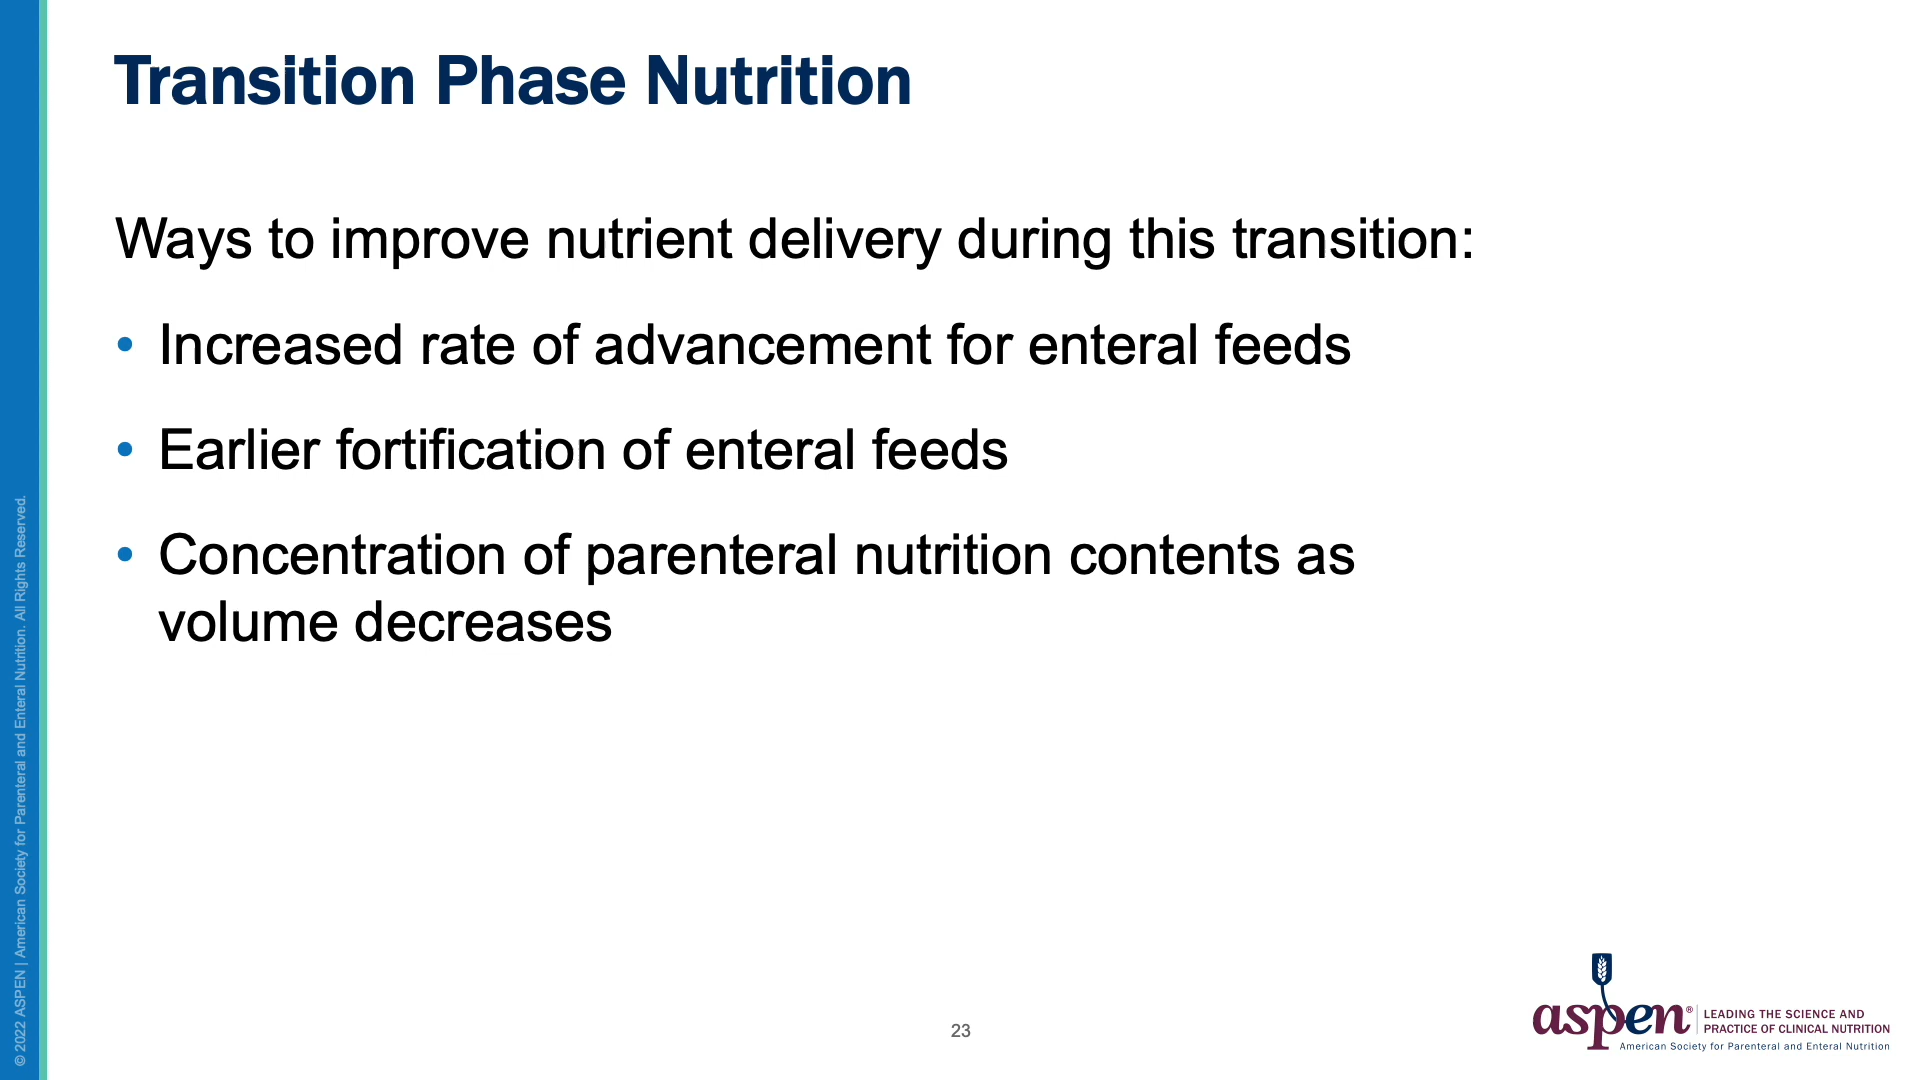 Transition Phase Nutrition
Ways to improve nutrient delivery during this transition:
• Increased rate of advancement for enteral feeds
• Earlier fortification of enteral feeds
• Concentration of parenteral nutrition contents as
volume decreases
© 2022 ASPEN | American Society for Parenteral and Enteral Nutrition. All Rights Reserved.
23
aspen®
LEADING THE SCIENCE AND
PRACTICE OF CLINICAL NUTRITION
American Society for Parenteral and Enteral Nutrition